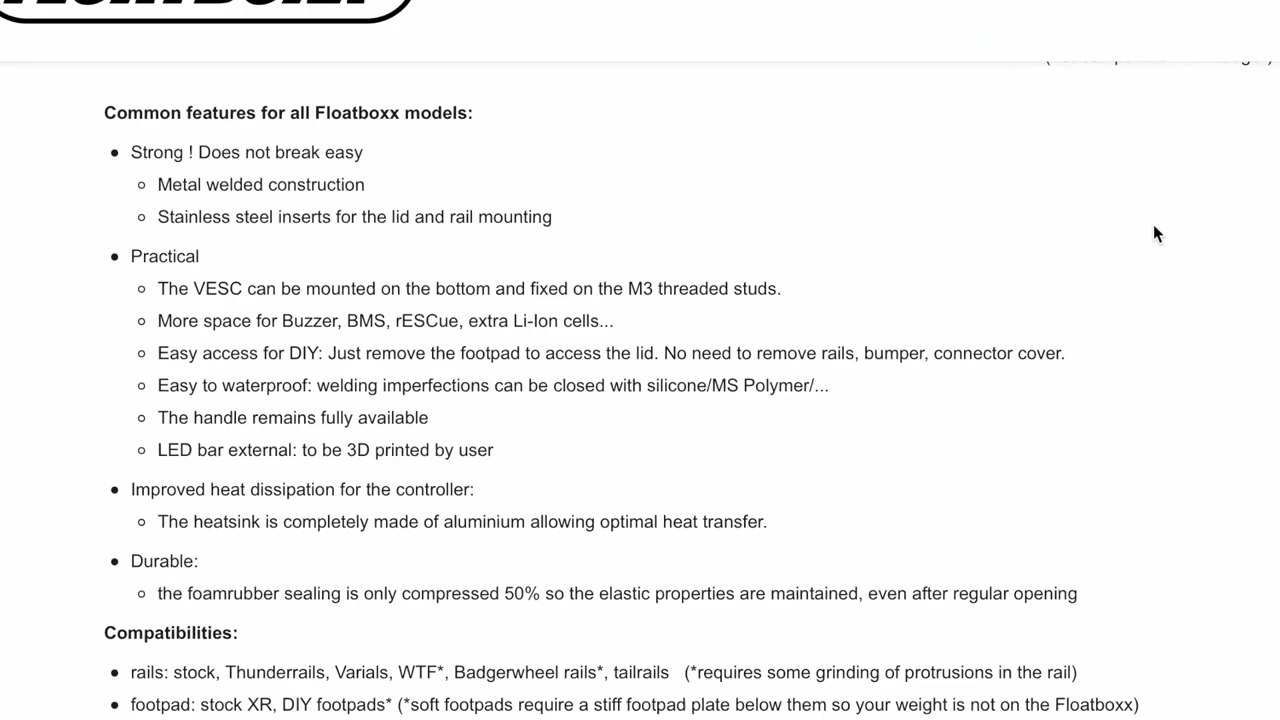 Common features for all Floatboxx models:
Strong ! Does not break easy
Metal welded construction
Stainless steel inserts for the lid and rail mounting
Practical
The VESC can be mounted on the bottom and fixed on the M3 threaded studs.
More space for Buzzer, BMS, rESCue, extra Li-Ion cells...
Easy access for DIY: Just remove the footpad to access the lid. No need to remove rails, bumper, connector cover.
Easy to waterproof: welding imperfections can be closed with silicone/MS Polymer/...
The handle remains fully available
LED bar external: to be 3D printed by user
Improved heat dissipation for the controller:
The heatsink is completely made of aluminium allowing optimal heat transfer.
Durable:
the foamrubber sealing is only compressed 50% so the elastic properties are maintained, even after regular opening
Compatibilities:
rails: stock, Thunderrails, Varials, WTF*, Badgerwheel rails*, tailrails (*requires some grinding of protrusions in the rail)
footpad: stock XR, DIY footpads* (*soft footpads require a stiff footpad plate below them so your weight is not on the Floatboxx)